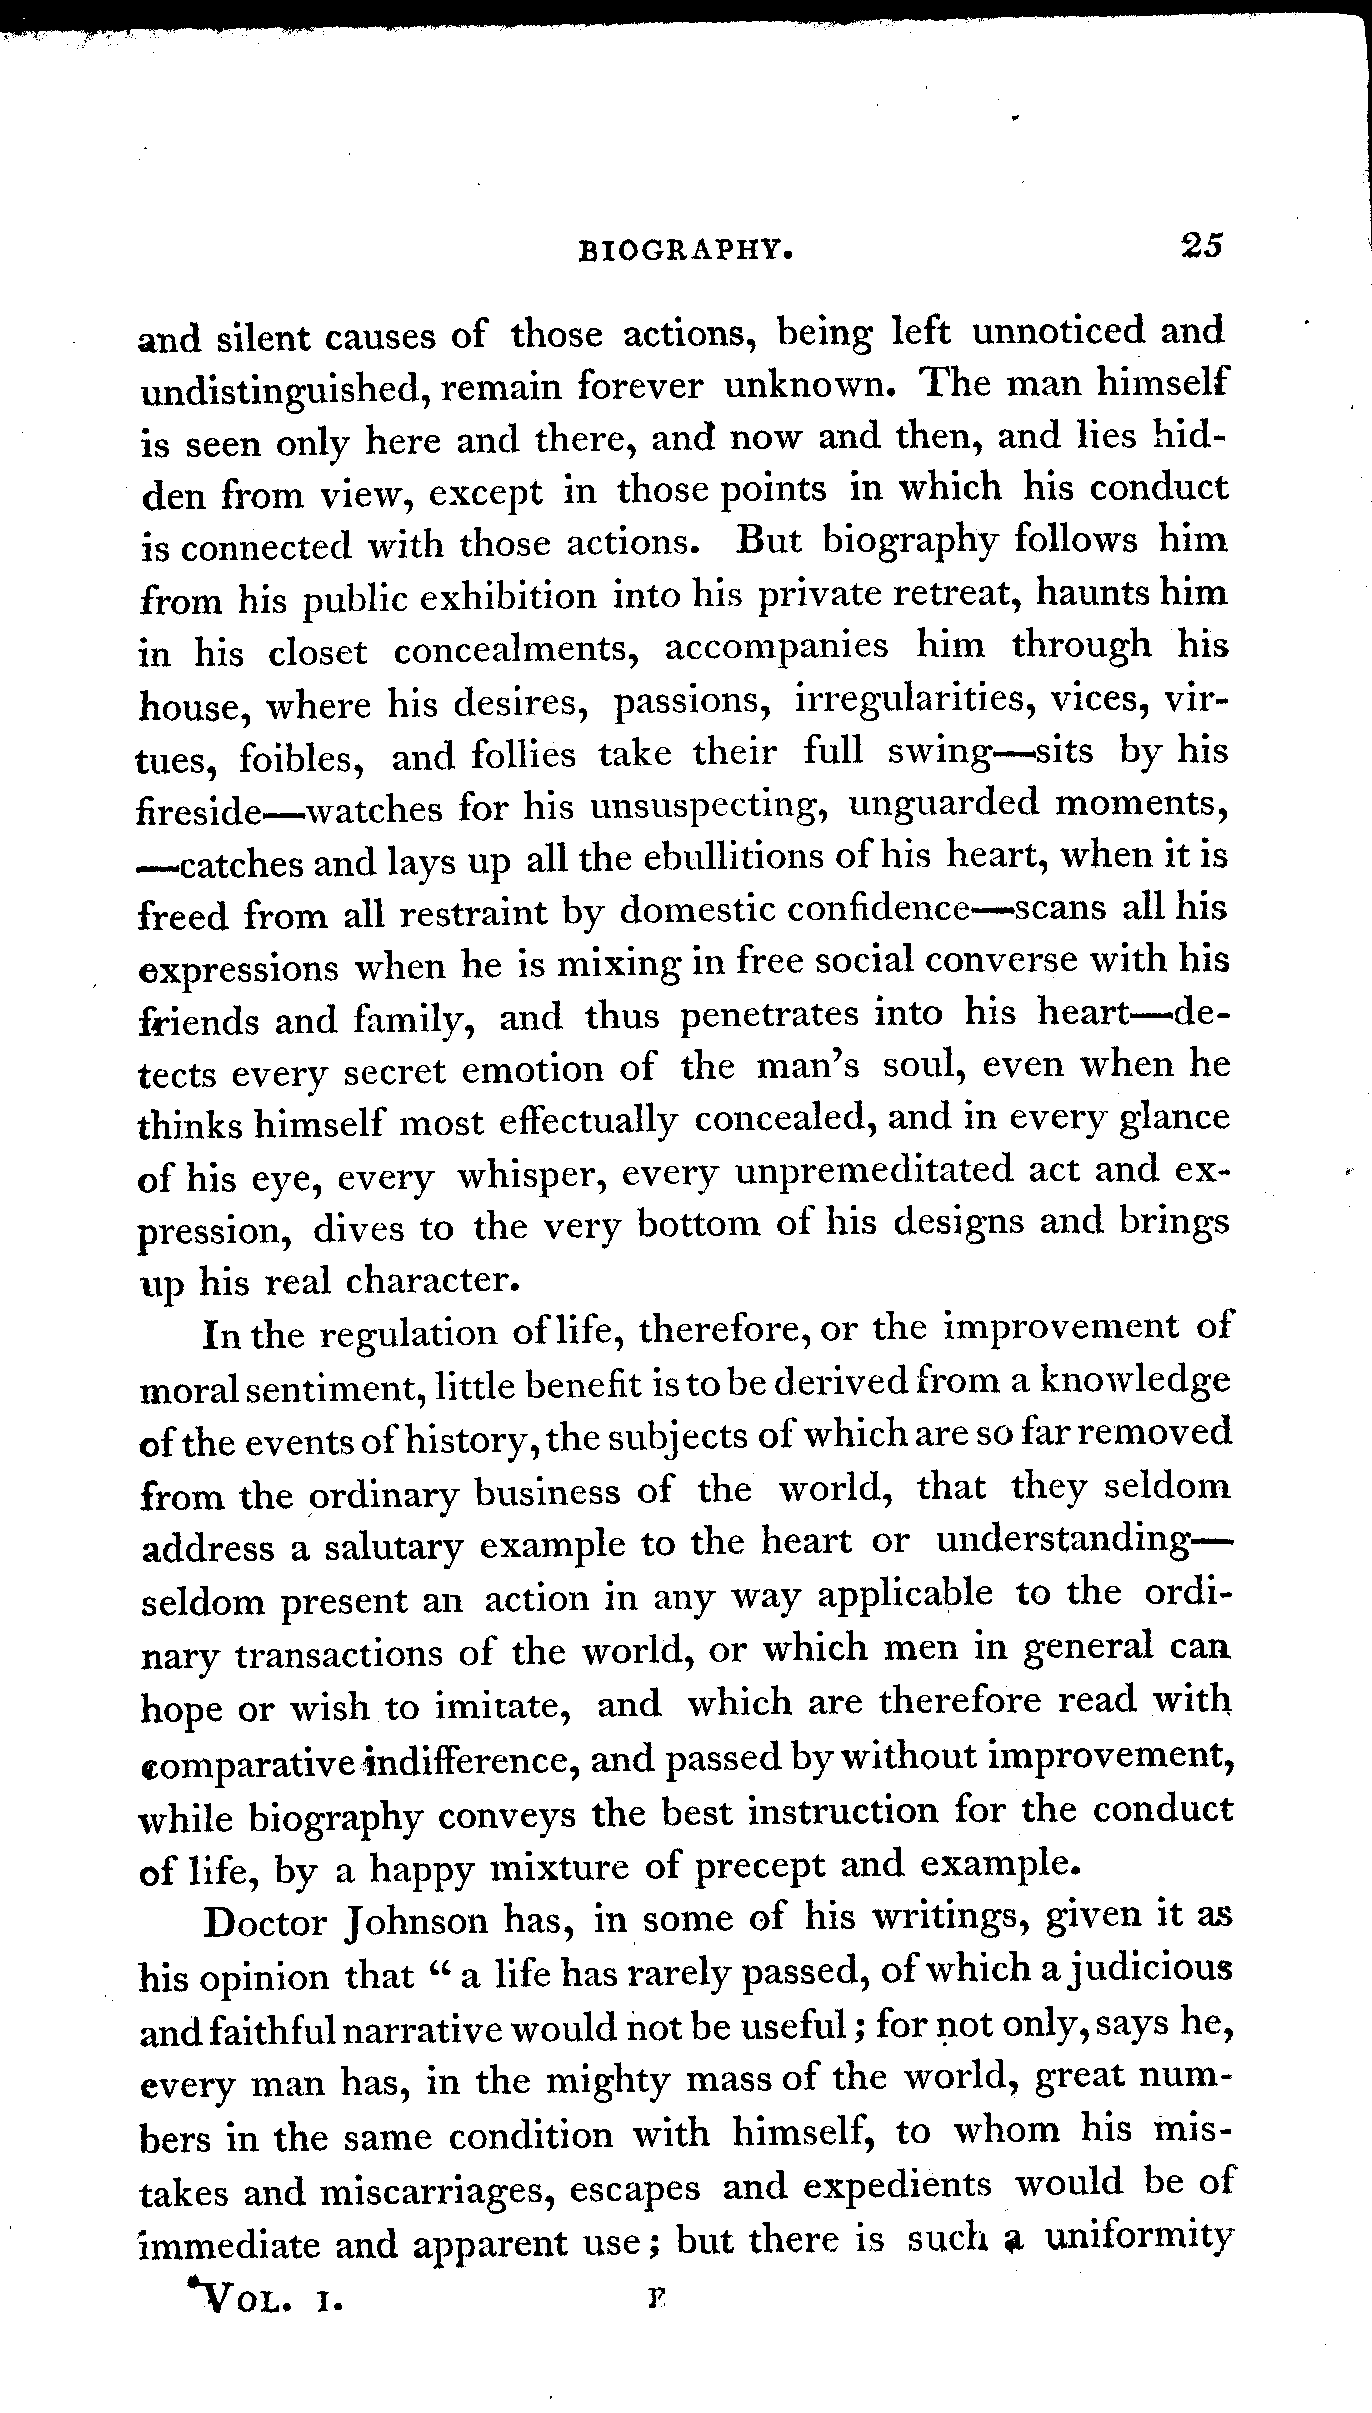 BIOGRAPHY. 25
and silent causes of those actions, being left unnoticed and
undistinguished, remain forever unknown. The man himself
is seen only here and there, and now and then, and lies hid-
den from view, except in those points in which his conduct
is connected with those actions. But biography follows him
from his public exhibition into his private retreat, haunts him
in his closet concealments, accompanies him through his
house, where his desires, passions, irregularities, vices, vir-
tues, foibles, and follies take their full swing—sits by his
fireside—watches for his unsuspecting, unguarded moments,
—catches and lays up all the ebullitions of his heart, when it is
freed from all restraint by domestic confidence—scans all his
expressions when he is mixing in free social converse with his
friends and family, and thus penetrates into his heart—de-
tects every secret emotion of the man's soul, even when he
thinks himself most effectually concealed, and in every glance
of his eye, every whisper, every unpremeditated act and ex-
pression, dives to the very bottom of his designs and brings
up his real character.
In the regulation of life, therefore, or the improvement of
moral sentiment, little benefit is to be derived from a knowledge
of the events of history, the subjects of which are so far removed
from the ordinary business of the world, that they seldom
address a salutary example to the heart or understanding—
seldom present an action in any way applicable to the ordi-
nary transactions of the world, or which men in general can
hope or wish to imitate, and which are therefore read with
comparative indifference, and passed by without improvement,
while biography conveys the best instruction for the conduct
of life, by a happy mixture of precept and example.
Doctor Johnson has, in some of his writings, given it as
his opinion that “ a life has rarely passed, of which a judicious
and faithful narrative would not be useful; for not only, says he,
every man has, in the mighty mass of the world, great num-
bers in the same condition with himself, to whom his mis-
takes and miscarriages, escapes and expedients would be of
immediate and apparent use; but there is such a uniformity
VOL. I. F